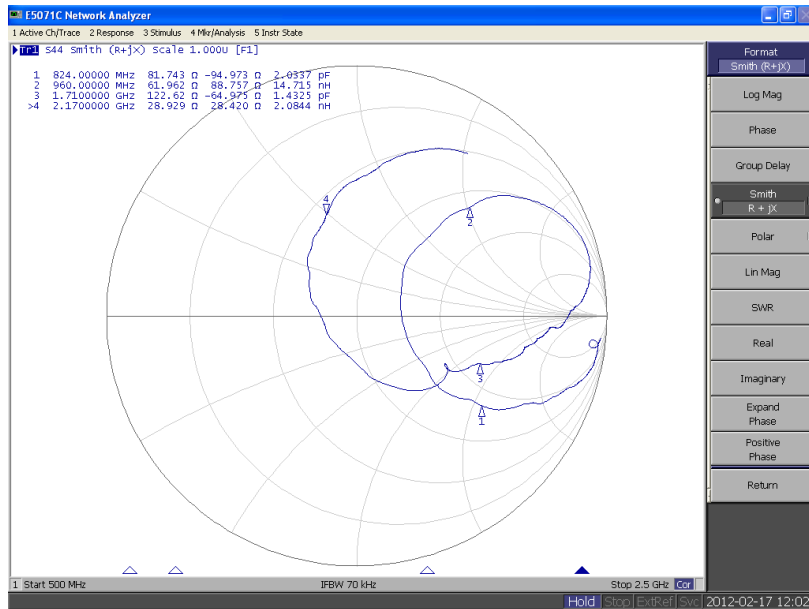 E5071C Network Analyzer
1 Active Ch/Trace 2 Response 3 Stimulus 4 Mkr/Analysis 5 Instr State
Tr1 S44 Smith (R+jX) Scale 1.000U [F1]
1 824.00000 MHz 81.743 Ω -94.973 Ω 2.0337 pF
2 960.00000 MHz 61.962 Ω 88.757 Ω 14.715 nH
3 1.7100000 GHz 122.62 Ω -64.975 Ω 1.4325 pF
>4 2.1700000 GHz 28.929 Ω 28.420 Ω 2.0844 nH
4
2
3
1
Format
Smith (R+jX)
Log Mag
Phase
Group Delay
Smith
R + jX
Polar
Lin Mag
SWR
Real
Imaginary
Expand
Phase
Positive
Phase
Return
1 Start 500 MHz IFBW 70 kHz Stop 2.5 GHz Cor
Hold Stop ExtRef Svc 2012-02-17 12:02